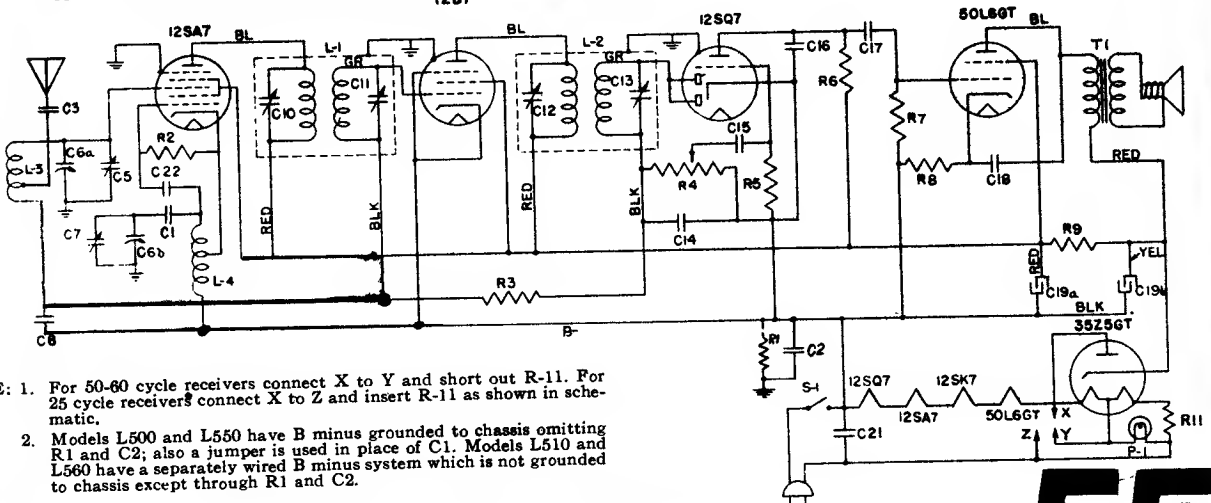 12SA7
12SQ7
50L6GT
BL
L-1
GR
BL
L-2
GR
C16
C17
BL
T1
C3
C10
C11
C12
C13
R6
R7
C6a
C5
L-3
R2
C22
C1
C7
C6b
L-4
RED
BLK
RED
BLK
C15
R4
R5
C14
R8
C18
RED
R9
RED
YEL
C19a
BLK
R3
B-
C8
R1
C2
35Z5GT
S-1
12SQ7
12SA7
12SK7
50L6GT
X
Z
Y
R11
P-1
C21
E: 1. For 50-60 cycle receivers connect X to Y and short out R-11. For
25 cycle receivers connect X to Z and insert R-11 as shown in sche-
matic.
2. Models L500 and L550 have B minus grounded to chassis omitting
R1 and C2; also a jumper is used in place of C1. Models L510 and
L560 have a separately wired B minus system which is not grounded
to chassis except through R1 and C2.